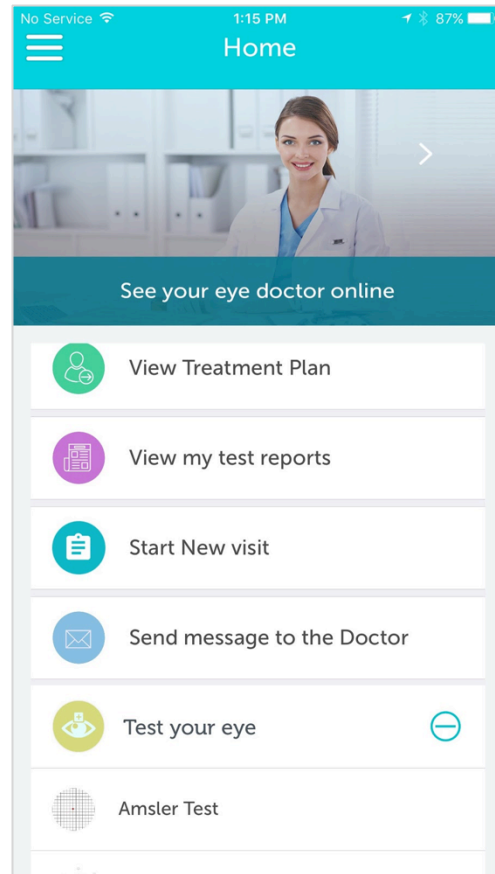 No Service 1:15 PM 87%
Home
See your eye doctor online
View Treatment Plan
View my test reports
Start New visit
Send message to the Doctor
Test your eye
Amsler Test